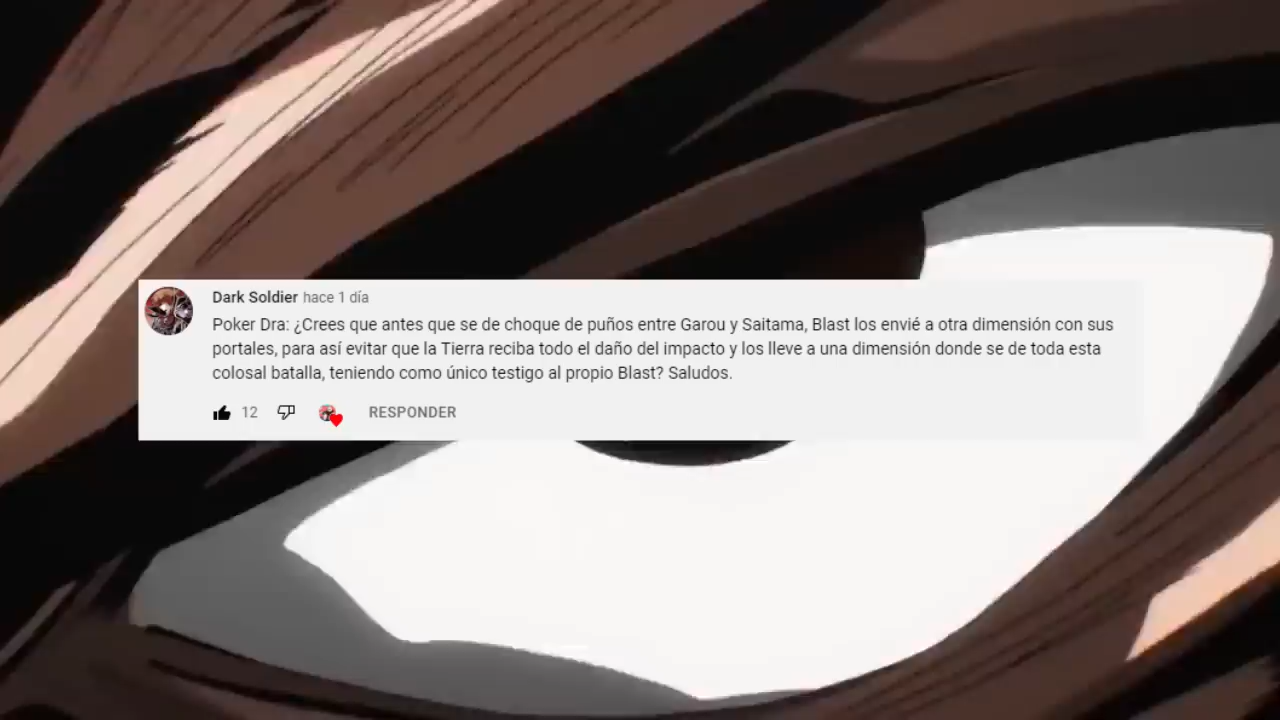 Dark Soldier hace 1 día
Poker Dra: ¿Crees que antes que se de choque de puños entre Garou y Saitama, Blast los envié a otra dimensión con sus
portales, para así evitar que la Tierra reciba todo el daño del impacto y los lleve a una dimensión donde se de toda esta
colosal batalla, teniendo como único testigo al propio Blast? Saludos.
12 RESPONDER